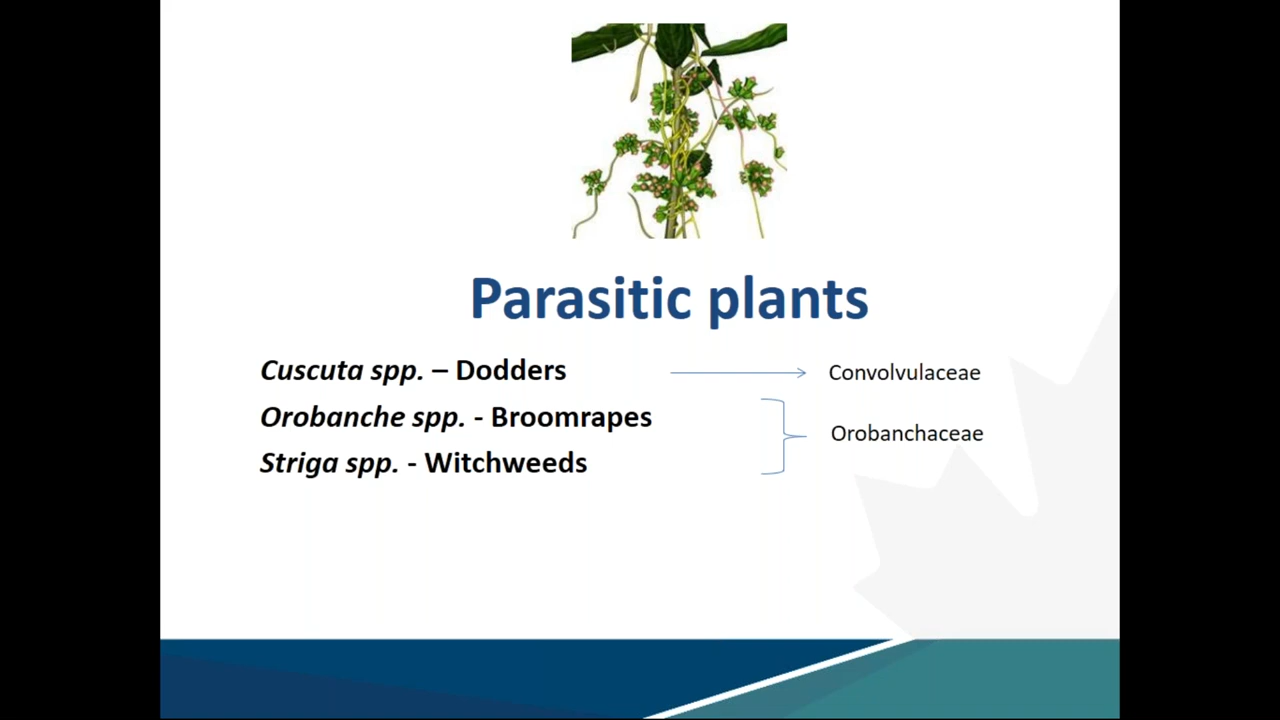 Parasitic plants
Cuscuta spp. – Dodders
Convolvulaceae
Orobanche spp. - Broomrapes
Orobanchaceae
Striga spp. - Witchweeds